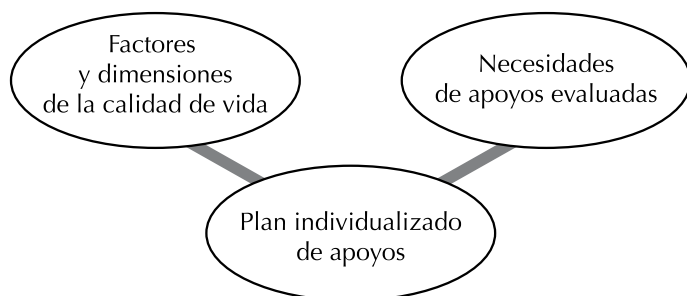 Factores
y dimensiones
de la calidad de vida
Necesidades
de apoyos evaluadas
Plan individualizado
de apoyos